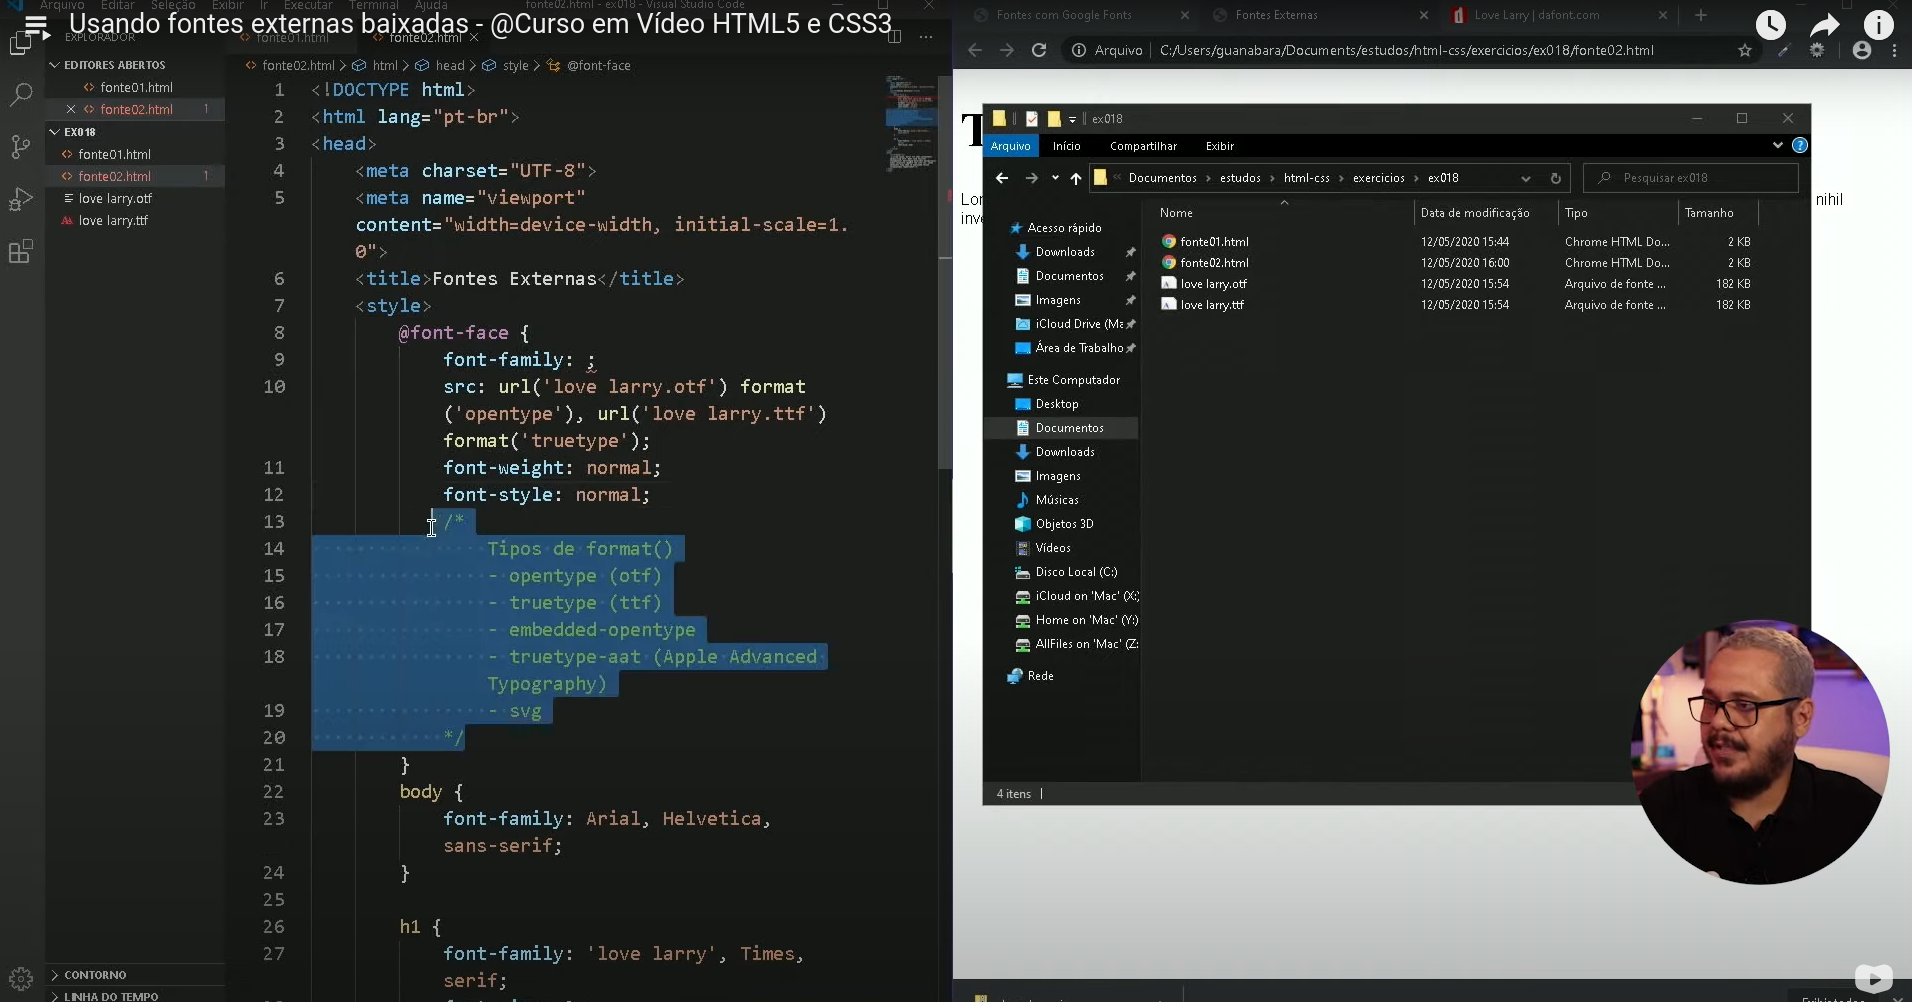 Arquivo Editar Seleção Exibir Ir Executar Terminal Ajuda fonte02.html - ex018 - Visual Studio Code
Usando fontes externas baixadas - @Curso em Vídeo HTML5 e CSS3
EXPLORADOR
fonte01.html
fonte02.html
EDITORES ABERTOS
fonte01.html
fonte02.html 1
EX018
fonte01.html
fonte02.html 1
love larry.otf
love larry.ttf
CONTORNO
LINHA DO TEMPO
fonte02.html > html > head > style > @font-face
1 <!DOCTYPE html>
2 <html lang="pt-br">
3 <head>
4 <meta charset="UTF-8">
5 <meta name="viewport"
content="width=device-width, initial-scale=1.
0">
6 <title>Fontes Externas</title>
7 <style>
8 @font-face {
9 font-family: ;
10 src: url('love larry.otf') format
('opentype'), url('love larry.ttf')
format('truetype');
11 font-weight: normal;
12 font-style: normal;
13 /*
14 Tipos de format()
15 - opentype (otf)
16 - truetype (ttf)
17 - embedded-opentype
18 - truetype-aat (Apple Advanced
Typography)
19 - svg
20 */
21 }
22 body {
23 font-family: Arial, Helvetica,
sans-serif;
24 }
25
26 h1 {
27 font-family: 'love larry', Times,
serif;
Fontes com Google Fonts
Fontes Externas
Love Larry | dafont.com
Arquivo | C:/Users/guanabara/Documents/estudos/html-css/exercicios/ex018/fonte02.html
T
Lor
inve
nihil
ex018
Arquivo Início Compartilhar Exibir
Documentos > estudos > html-css > exercicios > ex018
Pesquisar ex018
Nome Data de modificação Tipo Tamanho
fonte01.html 12/05/2020 15:44 Chrome HTML Do... 2 KB
fonte02.html 12/05/2020 16:00 Chrome HTML Do... 2 KB
love larry.otf 12/05/2020 15:54 Arquivo de fonte ... 182 KB
love larry.ttf 12/05/2020 15:54 Arquivo de fonte ... 182 KB
Acesso rápido
Downloads
Documentos
Imagens
iCloud Drive (Ma
Área de Trabalho
Este Computador
Desktop
Documentos
Downloads
Imagens
Músicas
Objetos 3D
Vídeos
Disco Local (C:)
iCloud on 'Mac' (X:)
Home on 'Mac' (Y:)
AllFiles on 'Mac' (Z:
Rede
4 itens